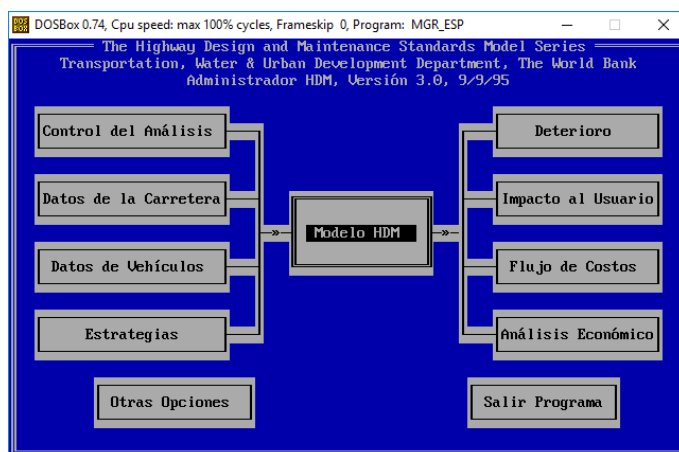 DOSBox 0.74, Cpu speed: max 100% cycles, Frameskip 0, Program: MGR_ESP
The Highway Design and Maintenance Standards Model Series
Transportation, Water & Urban Development Department, The World Bank
Administrador HDM, Versión 3.0, 9/9/95
Control del Análisis
Deterioro
Datos de la Carretera
Impacto al Usuario
Modelo HDM
Datos de Vehículos
Flujo de Costos
Estrategias
Análisis Económico
Otras Opciones
Salir Programa